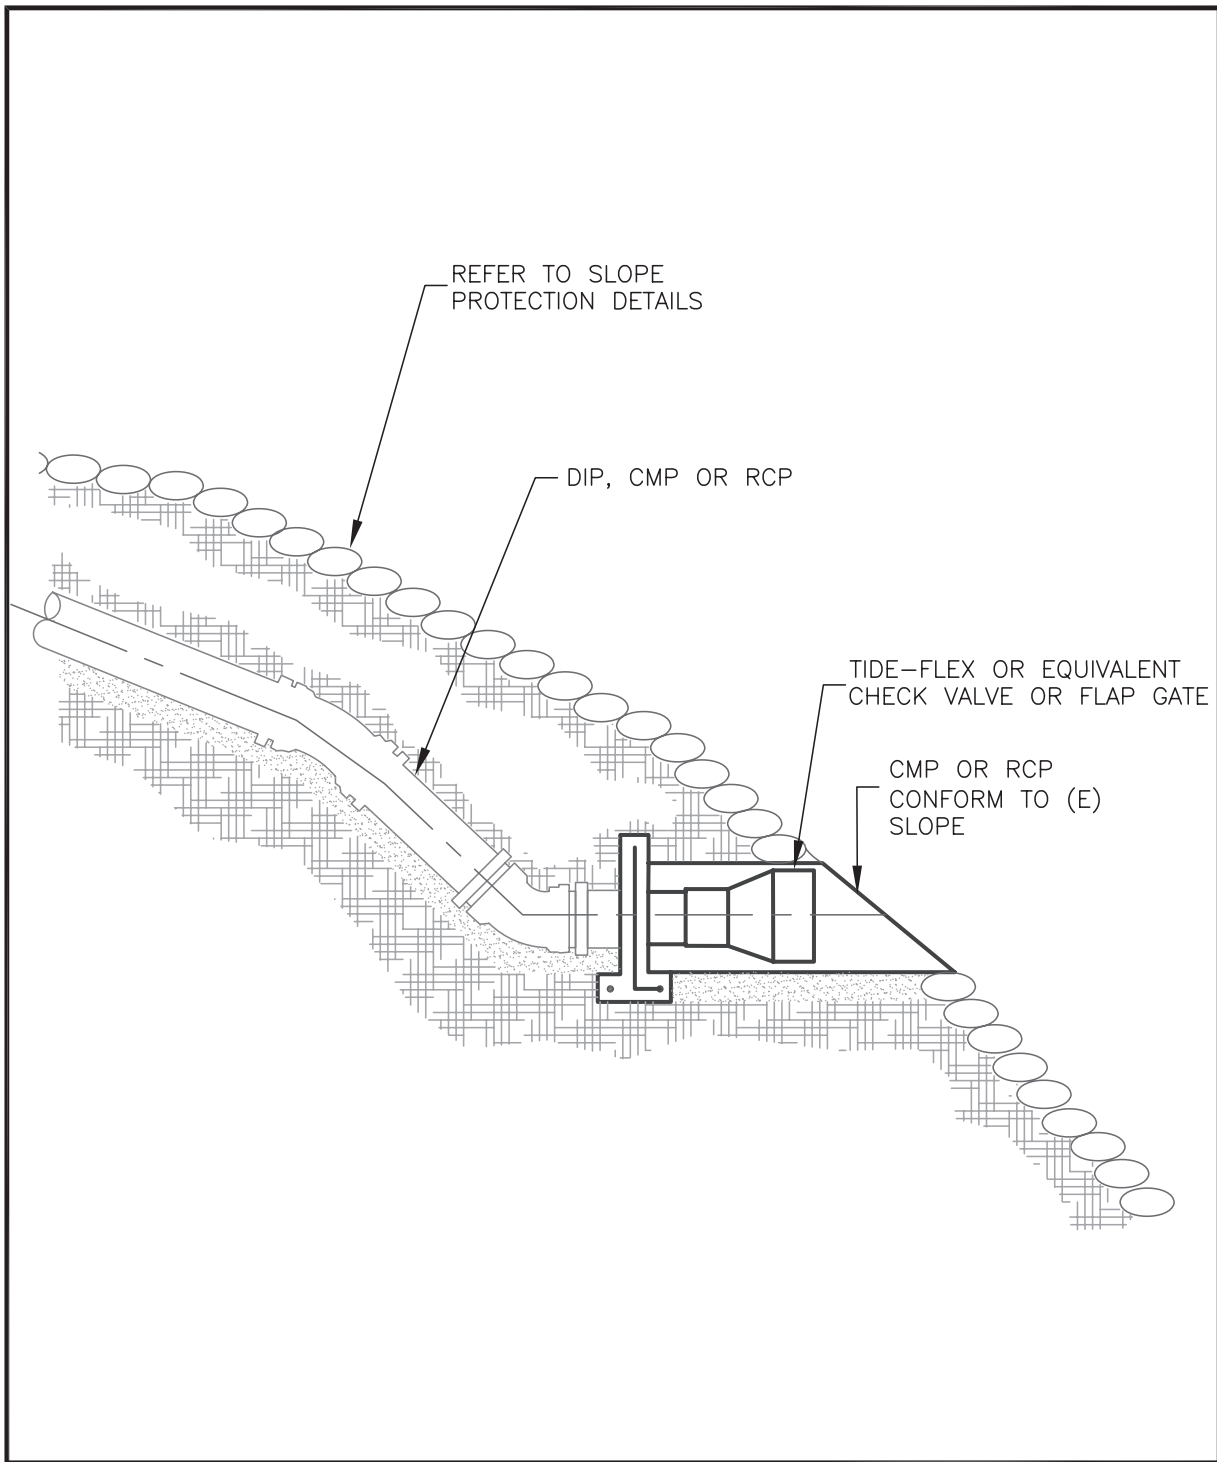 REFER TO SLOPE
PROTECTION DETAILS
DIP, CMP OR RCP
TIDE-FLEX OR EQUIVALENT
CHECK VALVE OR FLAP GATE
CMP OR RCP
CONFORM TO (E)
SLOPE